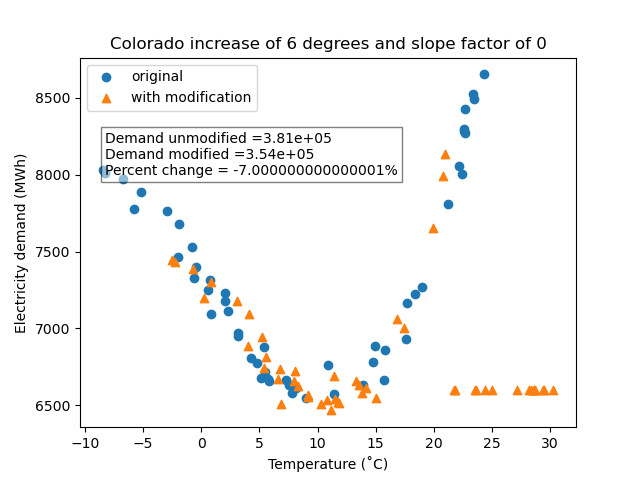 Colorado increase of 6 degrees and slope factor of 0
original
with modification
Demand unmodified =3.81e+05
Demand modified =3.54e+05
Percent change = -7.000000000000001%
Electricity demand (MWh)
8500
8000
7500
7000
6500
−10 −5 0 5 10 15 20 25 30
Temperature (˚C)